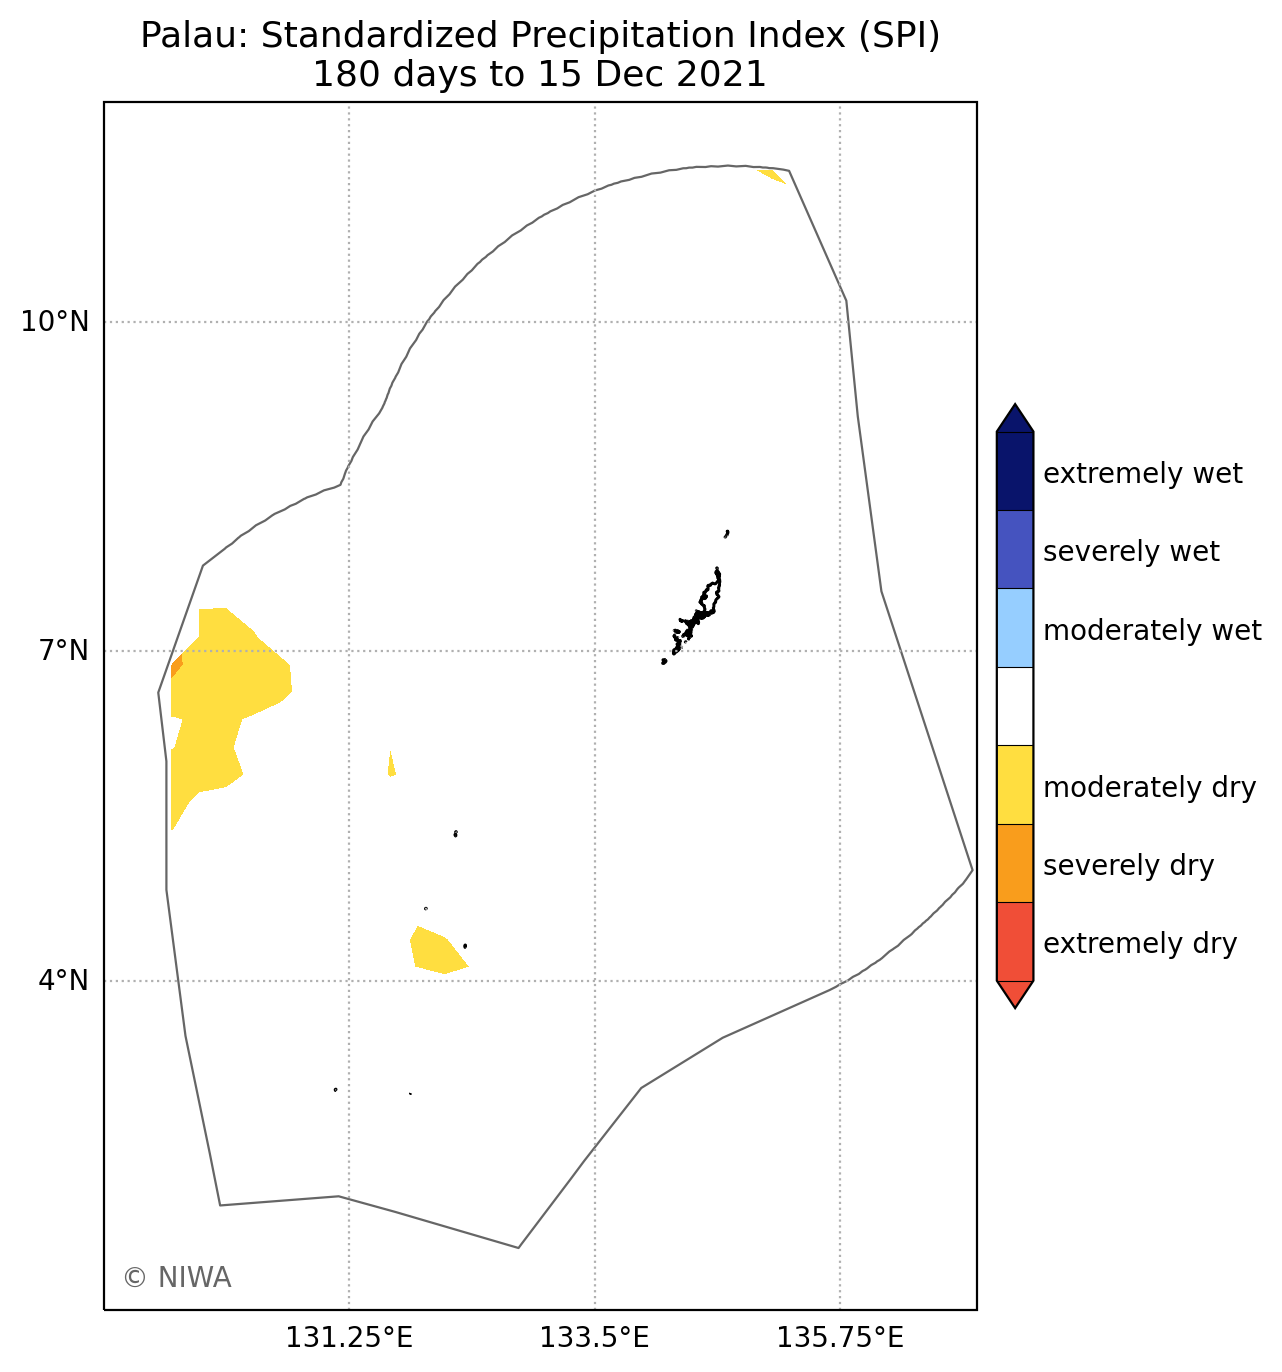 Palau: Standardized Precipitation Index (SPI)
180 days to 15 Dec 2021
10°N
7°N
4°N
131.25°E
133.5°E
135.75°E
extremely wet
severely wet
moderately wet
moderately dry
severely dry
extremely dry
© NIWA